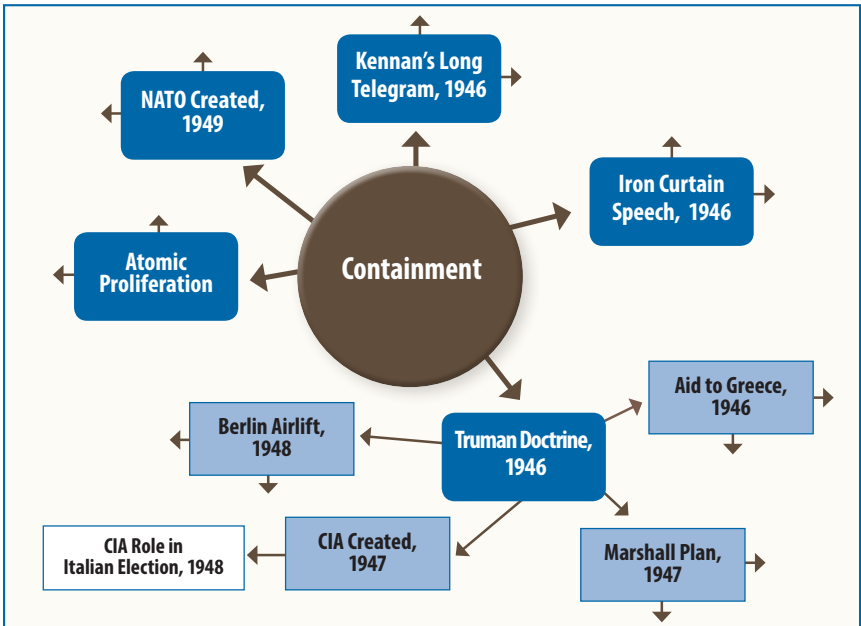 Kennan's Long
Telegram, 1946
NATO Created,
1949
Iron Curtain
Speech, 1946
Atomic
Proliferation
Containment
Aid to Greece,
1946
Berlin Airlift,
1948
Truman Doctrine,
1946
CIA Role in
Italian Election, 1948
CIA Created,
1947
Marshall Plan,
1947